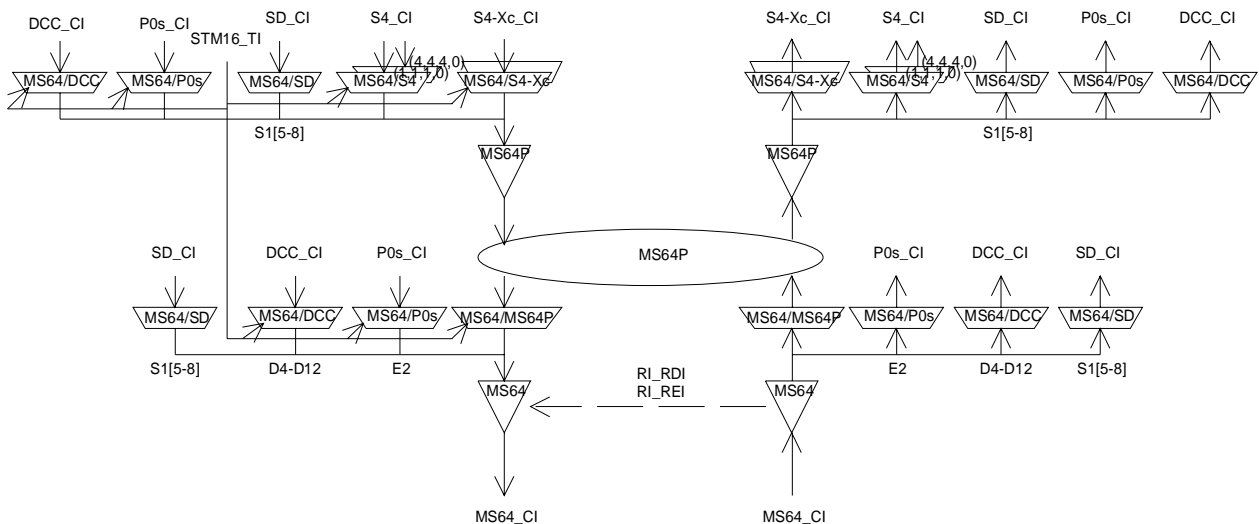 DCC_CI P0s_CI SD_CI S4_CI S4-Xc_CI S4-Xc_CI S4_CI SD_CI P0s_CI DCC_CI
STM16_TI
(4,4,4,0) (4,4,4,0)
(1,1,1,0) (1,1,1,0)
MS64/DCC MS64/P0s MS64/SD MS64/S4 MS64/S4-Xc MS64/S4-Xc MS64/S4 MS64/SD MS64/P0s MS64/DCC
S1[5-8] S1[5-8]
MS64P MS64P
SD_CI DCC_CI P0s_CI MS64P P0s_CI DCC_CI SD_CI
MS64/SD MS64/DCC MS64/P0s MS64/MS64P MS64/MS64P MS64/P0s MS64/DCC MS64/SD
S1[5-8] D4-D12 E2 E2 D4-D12 S1[5-8]
RI_RDI
MS64 RI_REI MS64
MS64_CI MS64_CI